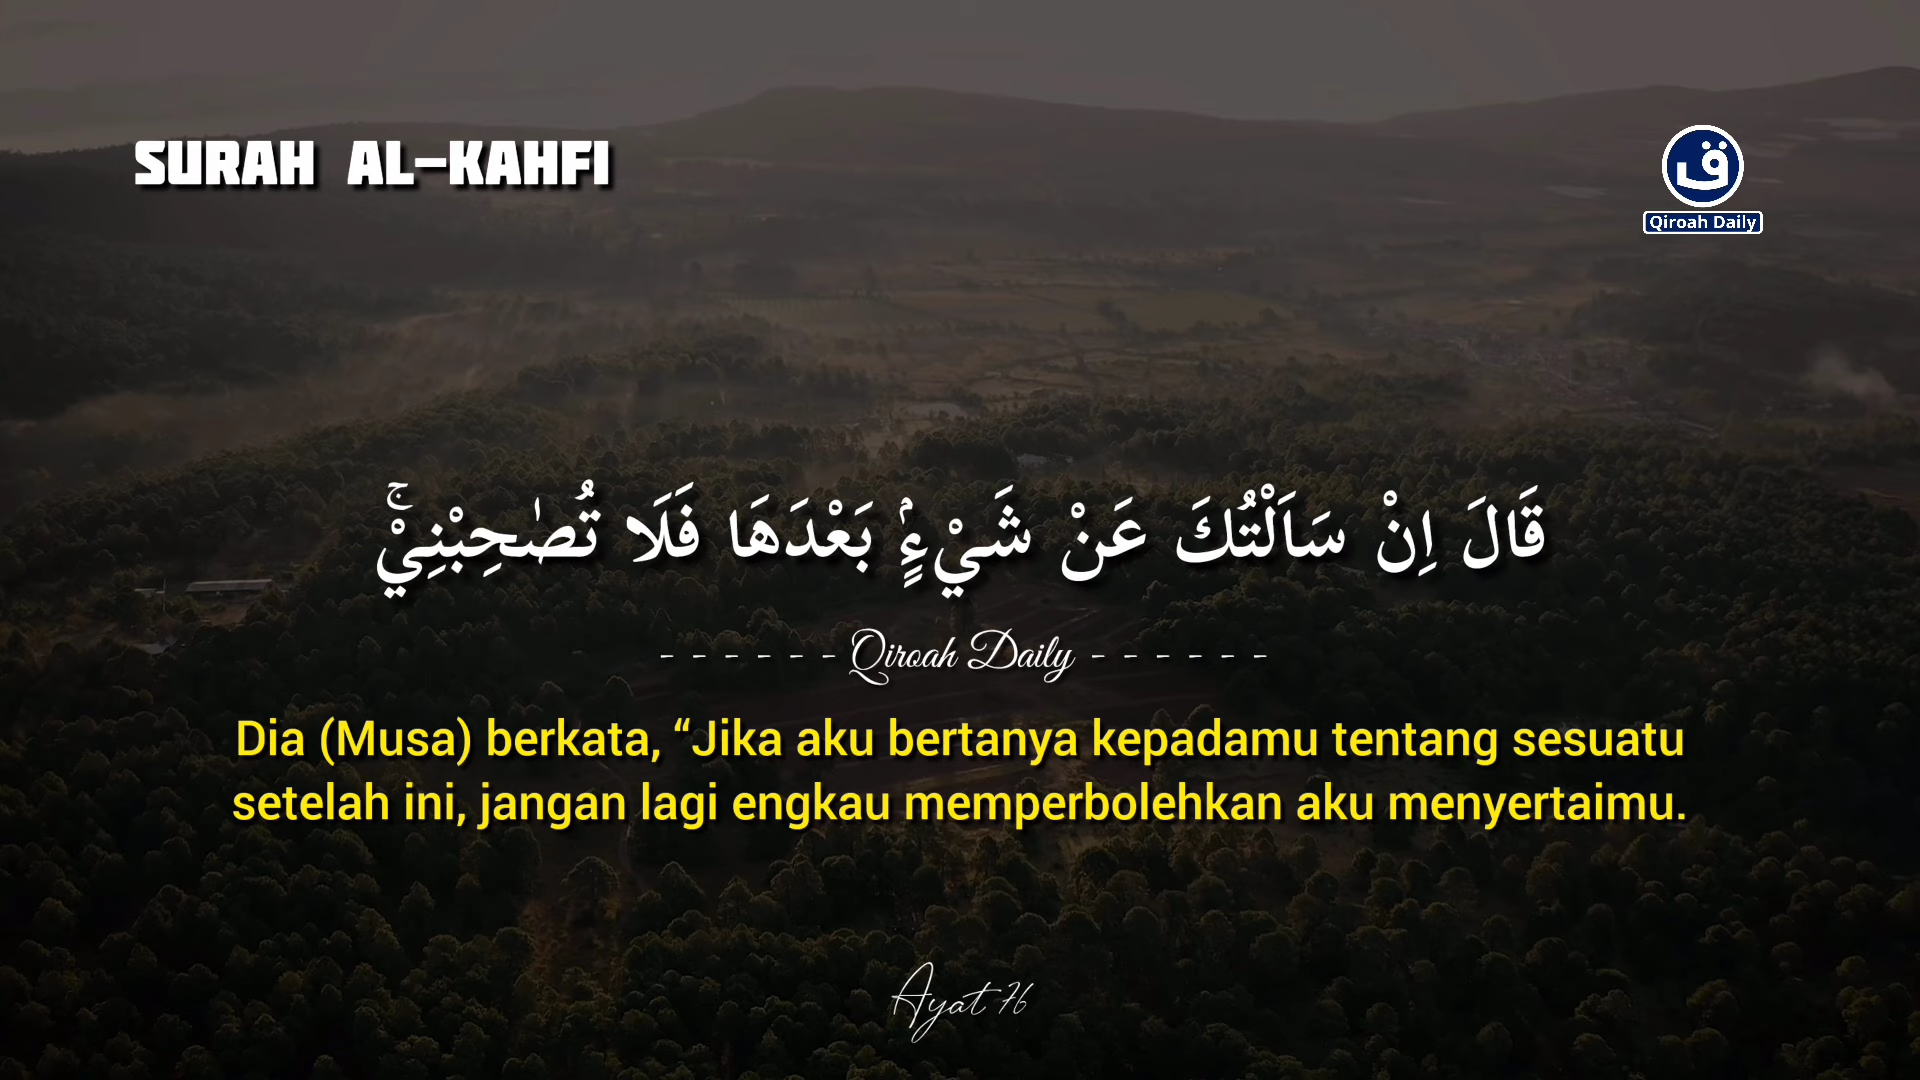 SURAH AL-KAHFI
ق
Qiroah Daily
قَالَ اِنْ سَاَلْتُكَ عَنْ شَيْءٍۢ بَعْدَهَا فَلَا تُصٰحِبْنِيْۚ
- - - - - - Qiroah Daily - - - - - -
Dia (Musa) berkata, “Jika aku bertanya kepadamu tentang sesuatu
setelah ini, jangan lagi engkau memperbolehkan aku menyertaimu.
Ayat 76